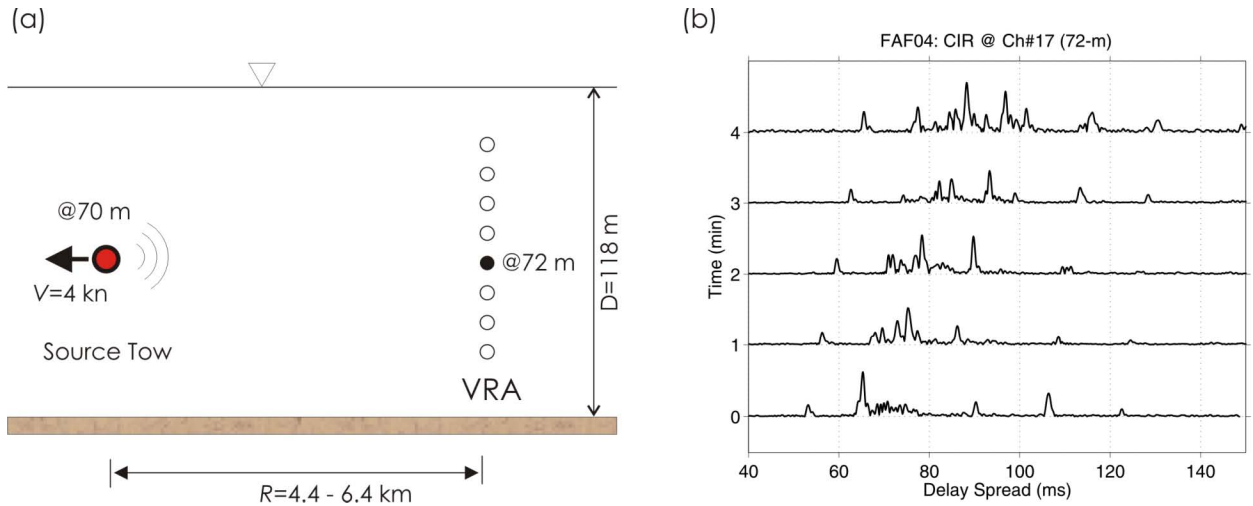 (a)
@70 m
V=4 kn
Source Tow
@72 m
VRA
D=118 m
R=4.4 - 6.4 km
(b)
FAF04: CIR @ Ch#17 (72-m)
Time (min)
4
3
2
1
0
40 60 80 100 120 140
Delay Spread (ms)